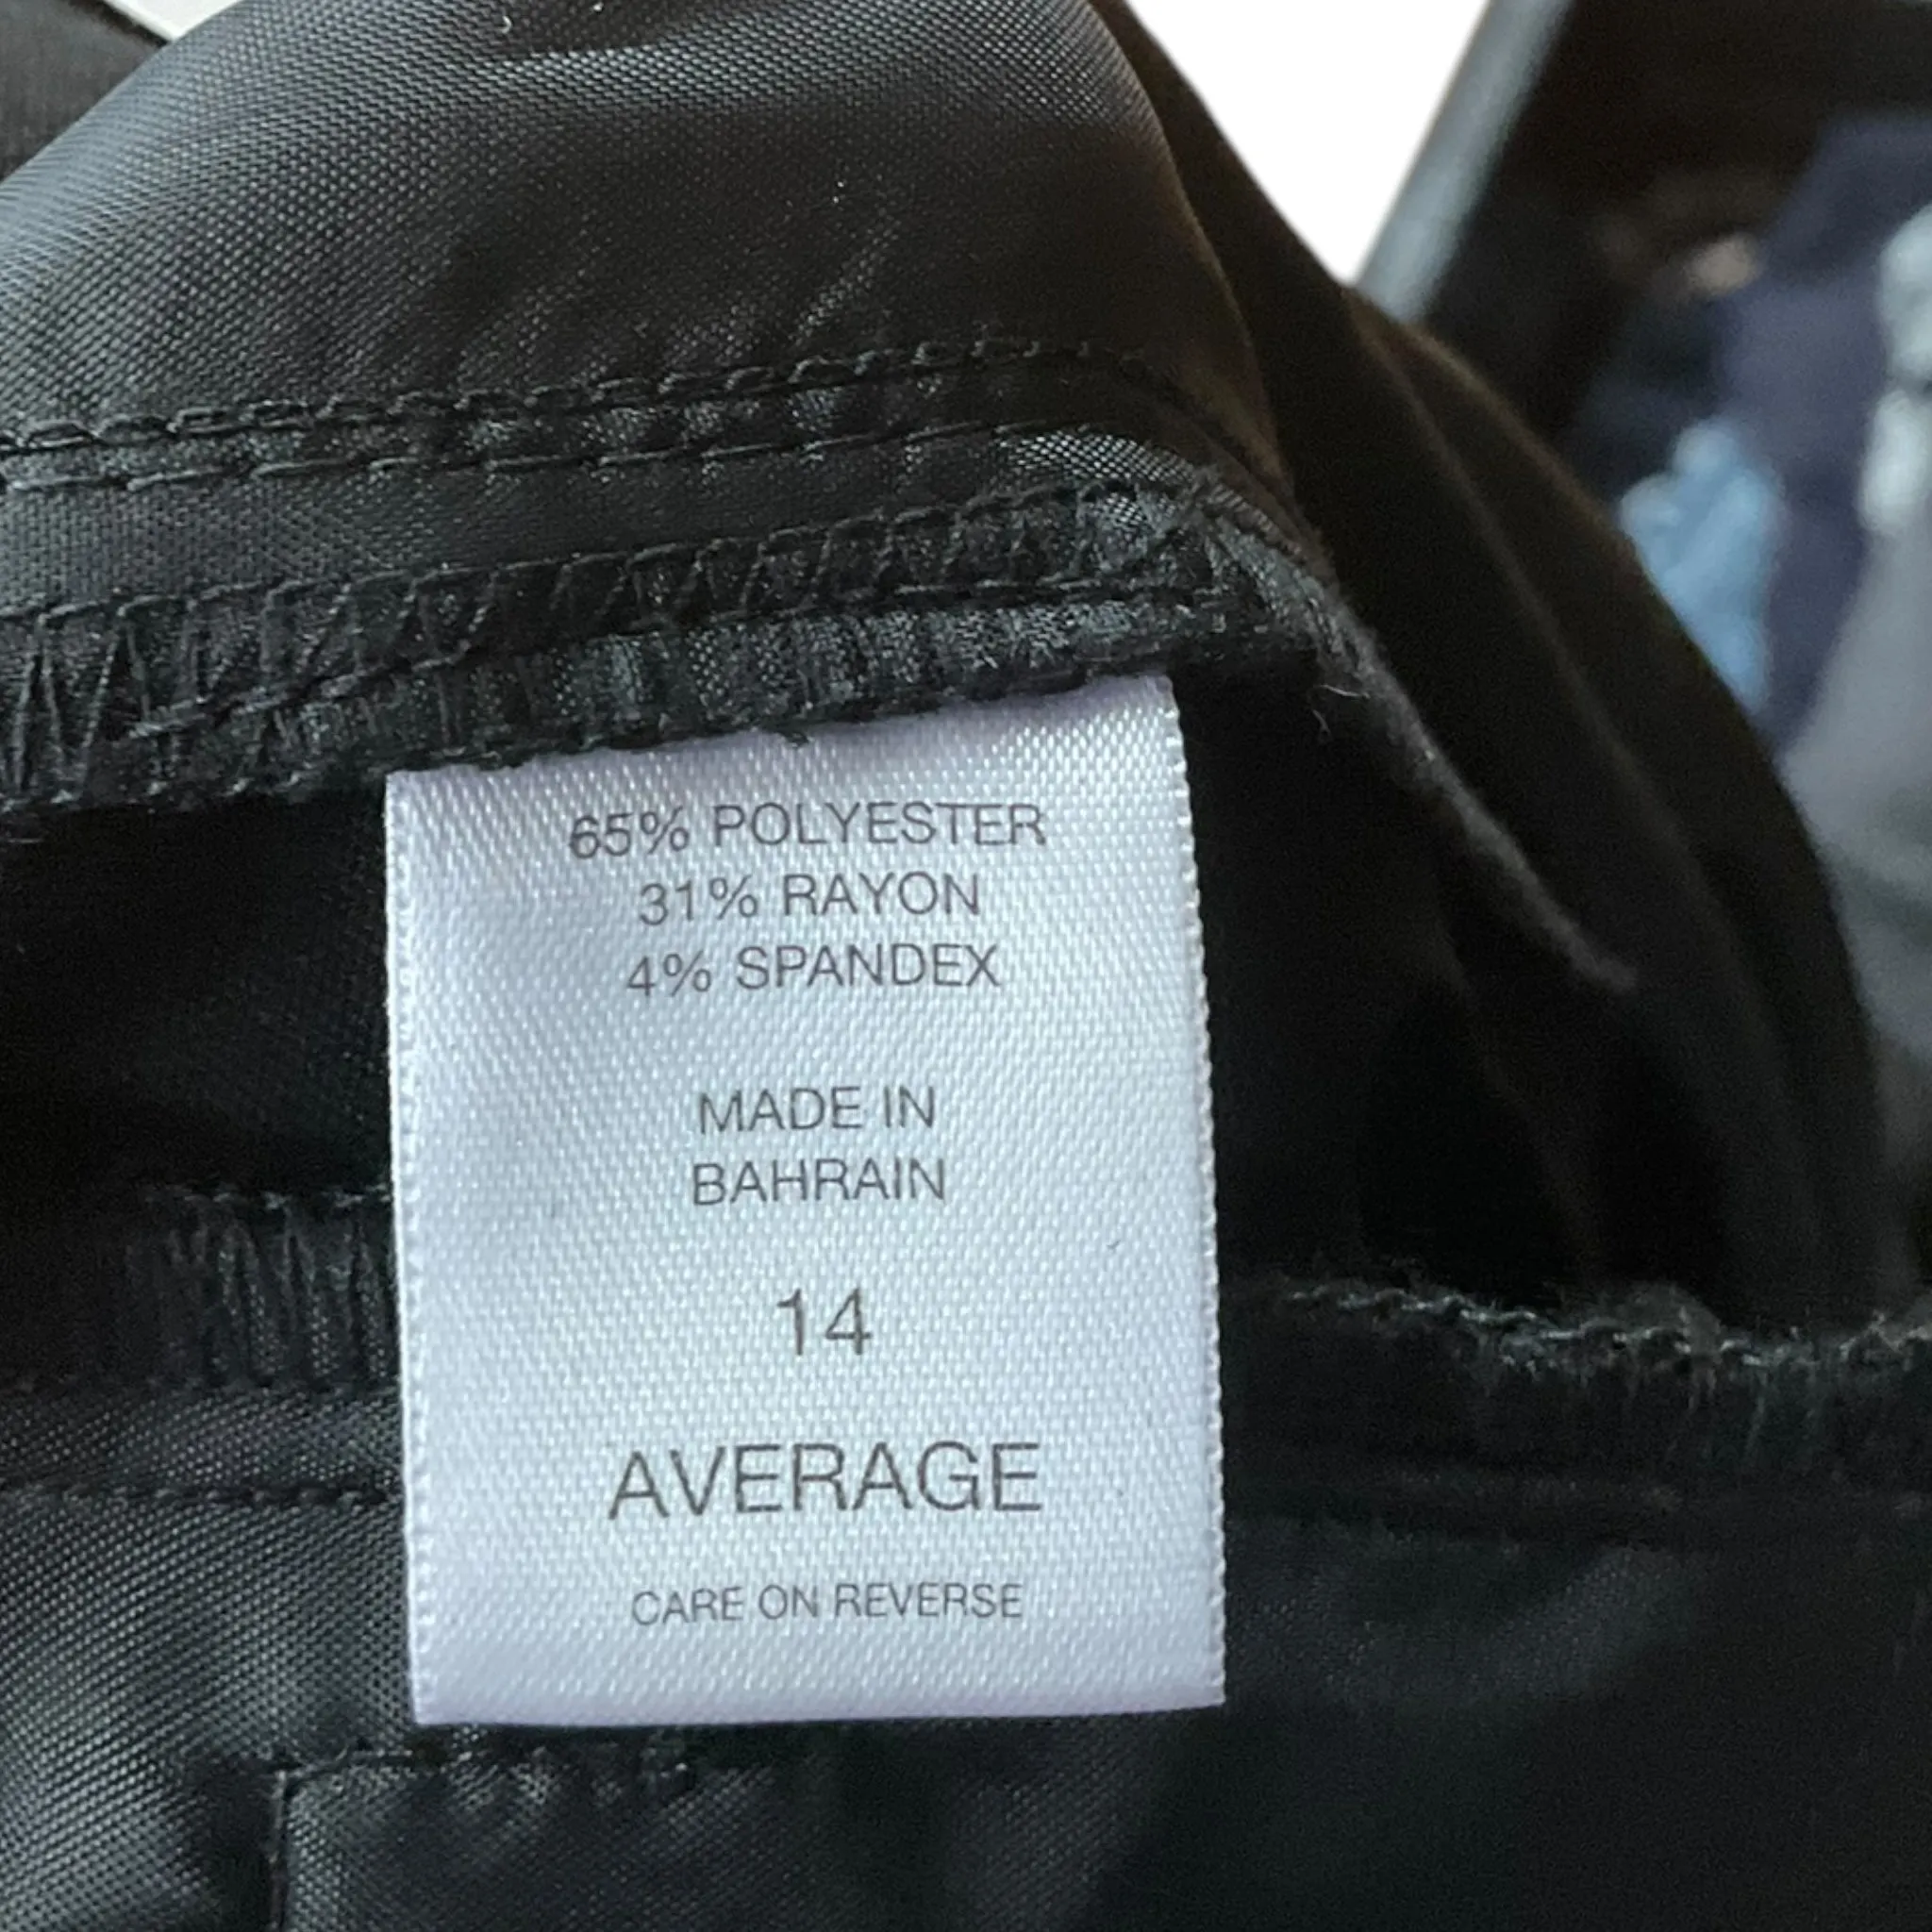 65% POLYESTER
31% RAYON
4% SPANDEX
MADE IN
BAHRAIN
14
AVERAGE
CARE ON REVERSE